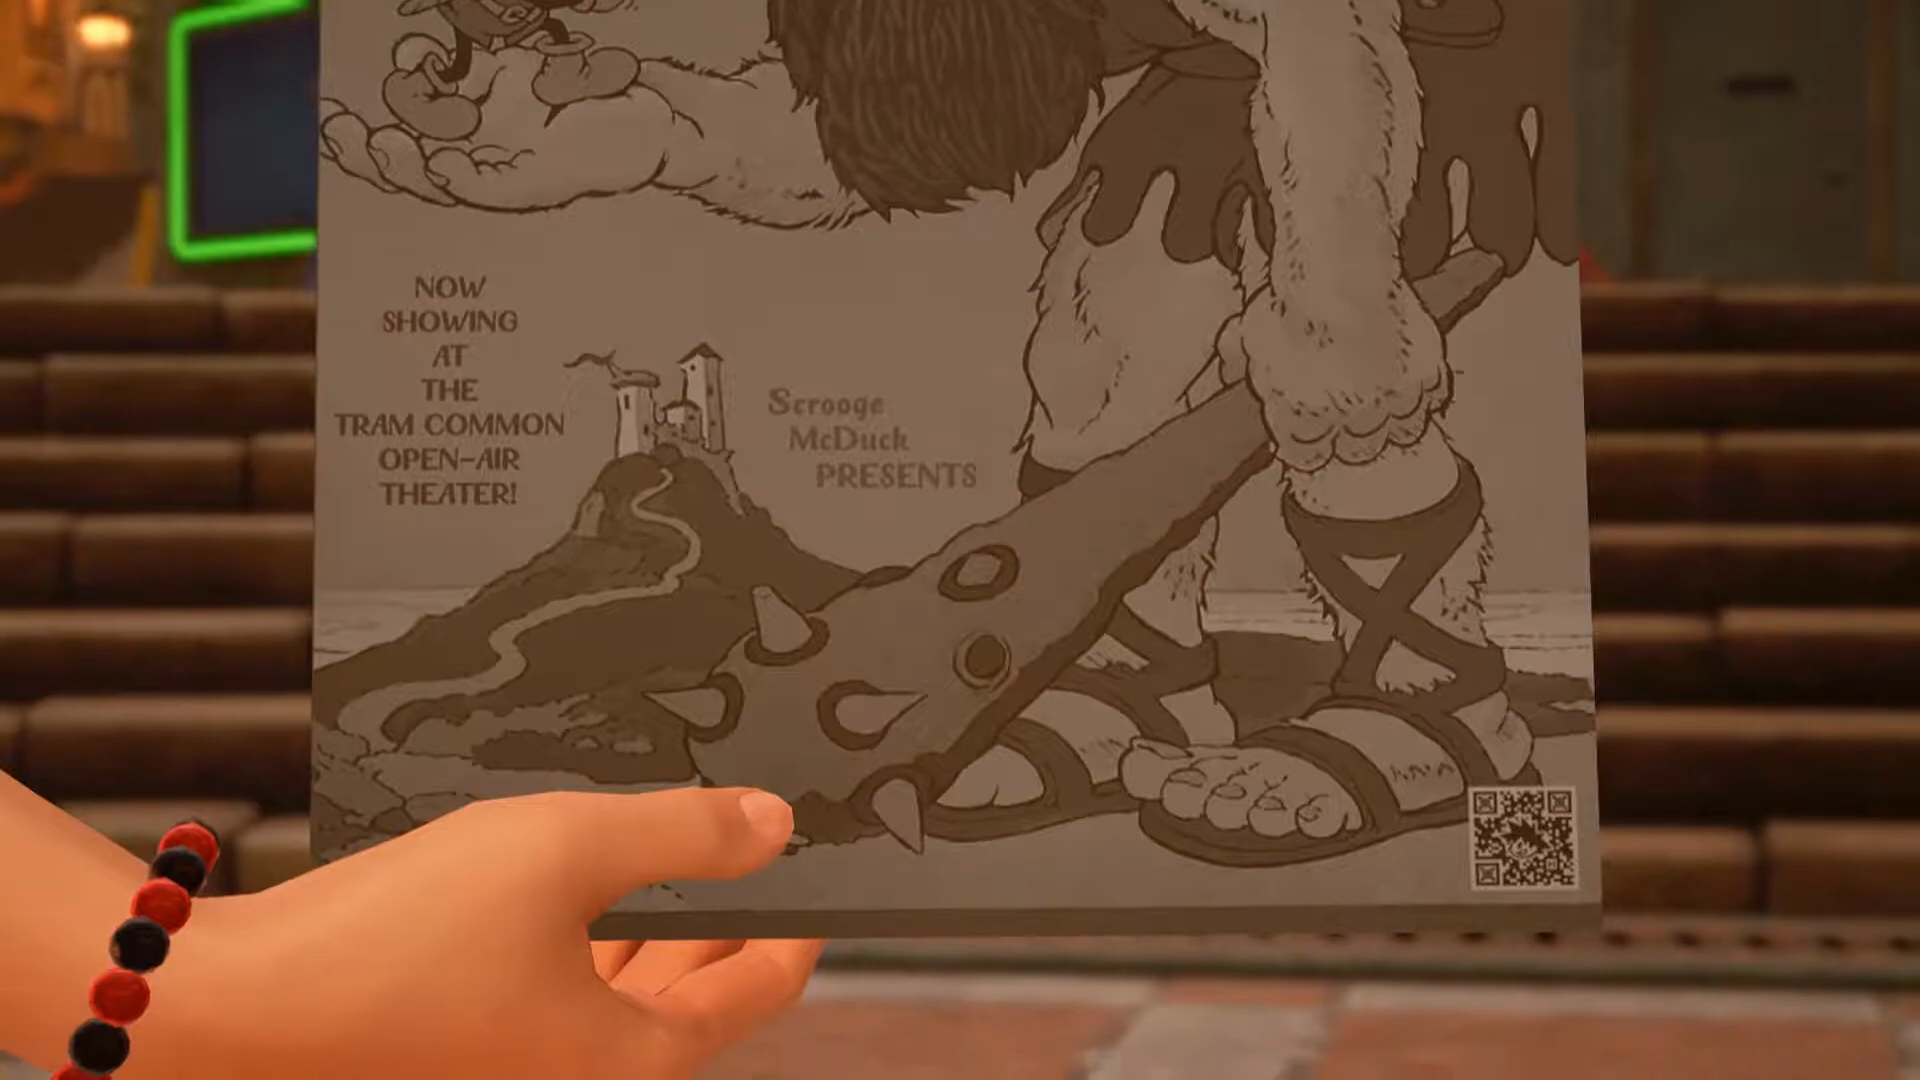 NOW
SHOWING
AT
THE
TRAM COMMON
OPEN-AIR
THEATER!
Scrooge
McDuck
PRESENTS